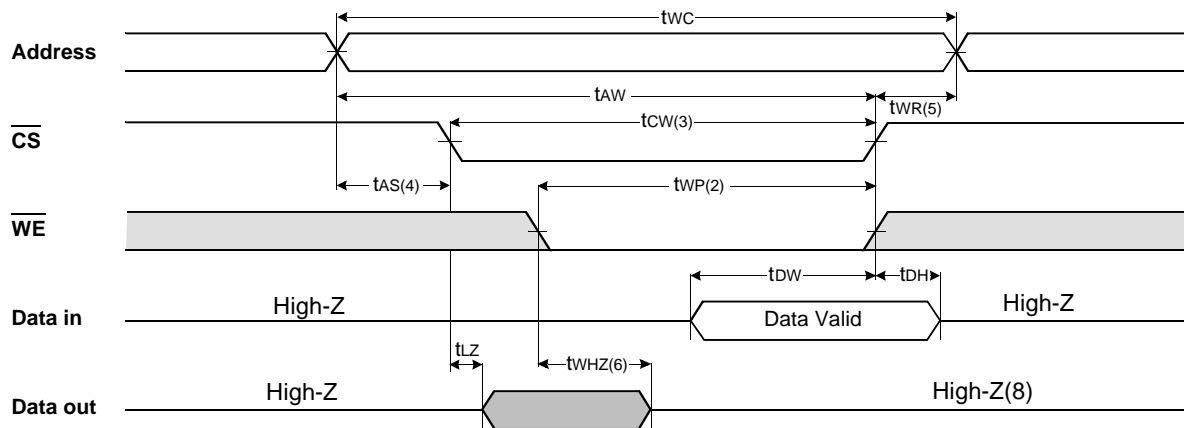 tWC
Address
tAW
tWR(5)
CS
tCW(3)
tAS(4)
tWP(2)
WE
tDW
tDH
Data in
High-Z
Data Valid
High-Z
tLZ
tWHZ(6)
Data out
High-Z
High-Z(8)